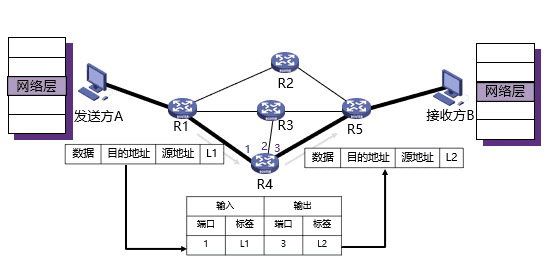 网络层
网络层
发送方A
接收方B
R2
R1
R3
R5
1
2
3
R4
数据 目的地址 源地址 L1
数据 目的地址 源地址 L2
输入 输出
端口 标签 端口 标签
1 L1 3 L2